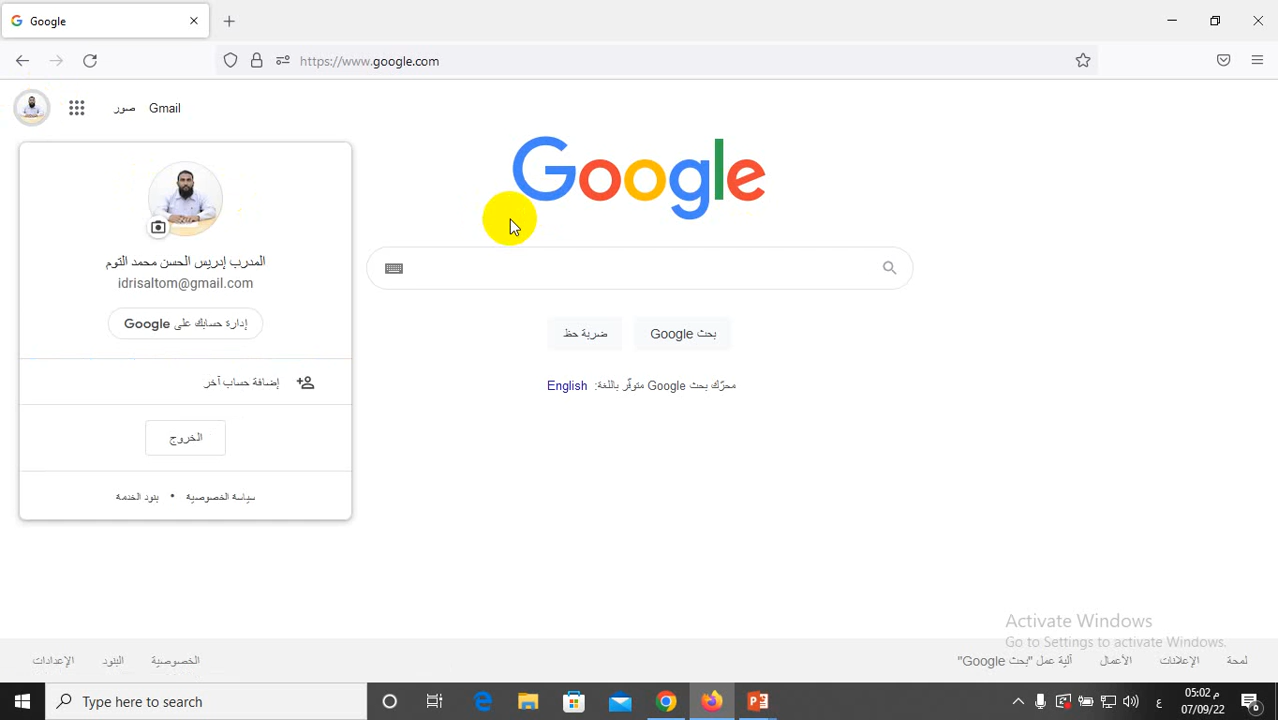 Google
https://www.google.com
Gmail
صور
Google
المدرب إدريس الحسن محمد التوم
idrisaltom@gmail.com
إدارة حسابك على Google
إضافة حساب آخر
الخروج
سياسة الخصوصية • بنود الخدمة
بحث Google
ضربة حظ
محرّك بحث Google متوفّر باللغة: English
Activate Windows
Go to Settings to activate Windows.
لمحة
الإعلانات
الأعمال
آلية عمل "بحث Google"
الخصوصية
البنود
الإعدادات
Type here to search
ع
05:02 م
07/09/22
6